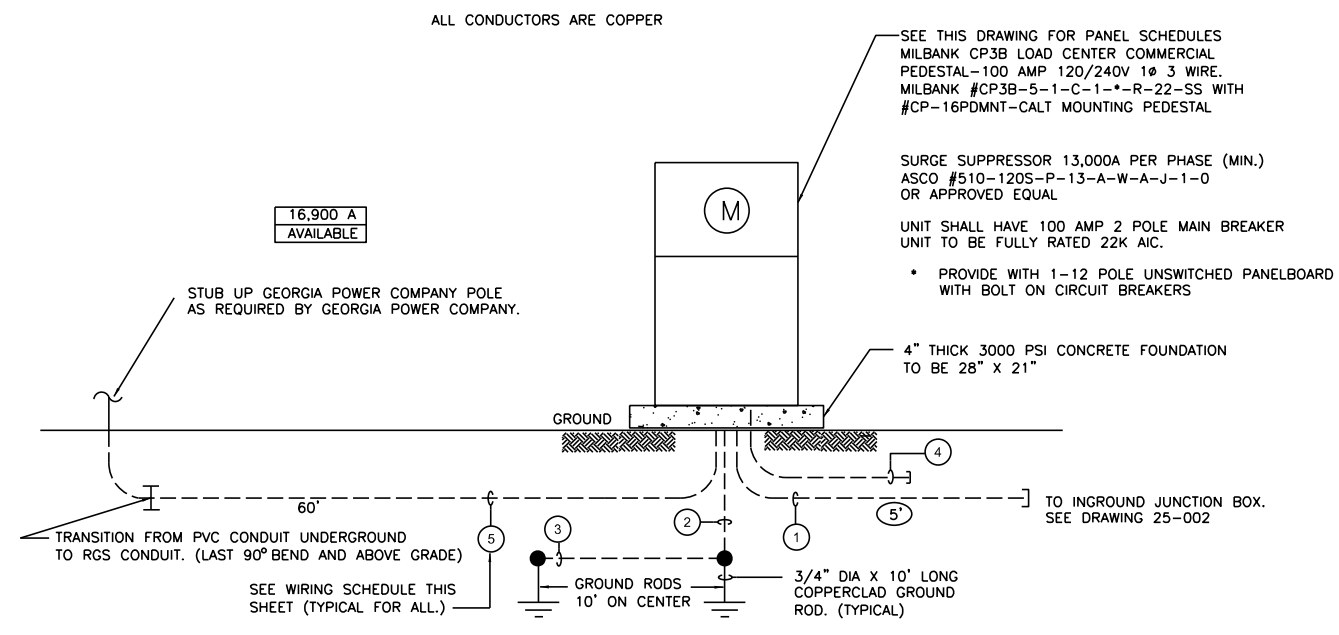 ALL CONDUCTORS ARE COPPER
SEE THIS DRAWING FOR PANEL SCHEDULES
MILBANK CP3B LOAD CENTER COMMERCIAL
PEDESTAL-100 AMP 120/240V 1ø 3 WIRE.
MILBANK #CP3B-5-1-C-1-*-R-22-SS WITH
#CP-16PDMNT-CALT MOUNTING PEDESTAL
SURGE SUPPRESSOR 13,000A PER PHASE (MIN.)
ASCO #510-120S-P-13-A-W-A-J-1-0
OR APPROVED EQUAL
UNIT SHALL HAVE 100 AMP 2 POLE MAIN BREAKER
UNIT TO BE FULLY RATED 22K AIC.
* PROVIDE WITH 1-12 POLE UNSWITCHED PANELBOARD
WITH BOLT ON CIRCUIT BREAKERS
M
16,900 A
AVAILABLE
STUB UP GEORGIA POWER COMPANY POLE
AS REQUIRED BY GEORGIA POWER COMPANY.
4" THICK 3000 PSI CONCRETE FOUNDATION
TO BE 28" X 21"
GROUND
4
60'
5'
TO INGROUND JUNCTION BOX.
SEE DRAWING 25-002
2
1
3
5
TRANSITION FROM PVC CONDUIT UNDERGROUND
TO RGS CONDUIT. (LAST 90° BEND AND ABOVE GRADE)
SEE WIRING SCHEDULE THIS
SHEET (TYPICAL FOR ALL.)
GROUND RODS
10' ON CENTER
3/4" DIA X 10' LONG
COPPERCLAD GROUND
ROD. (TYPICAL)